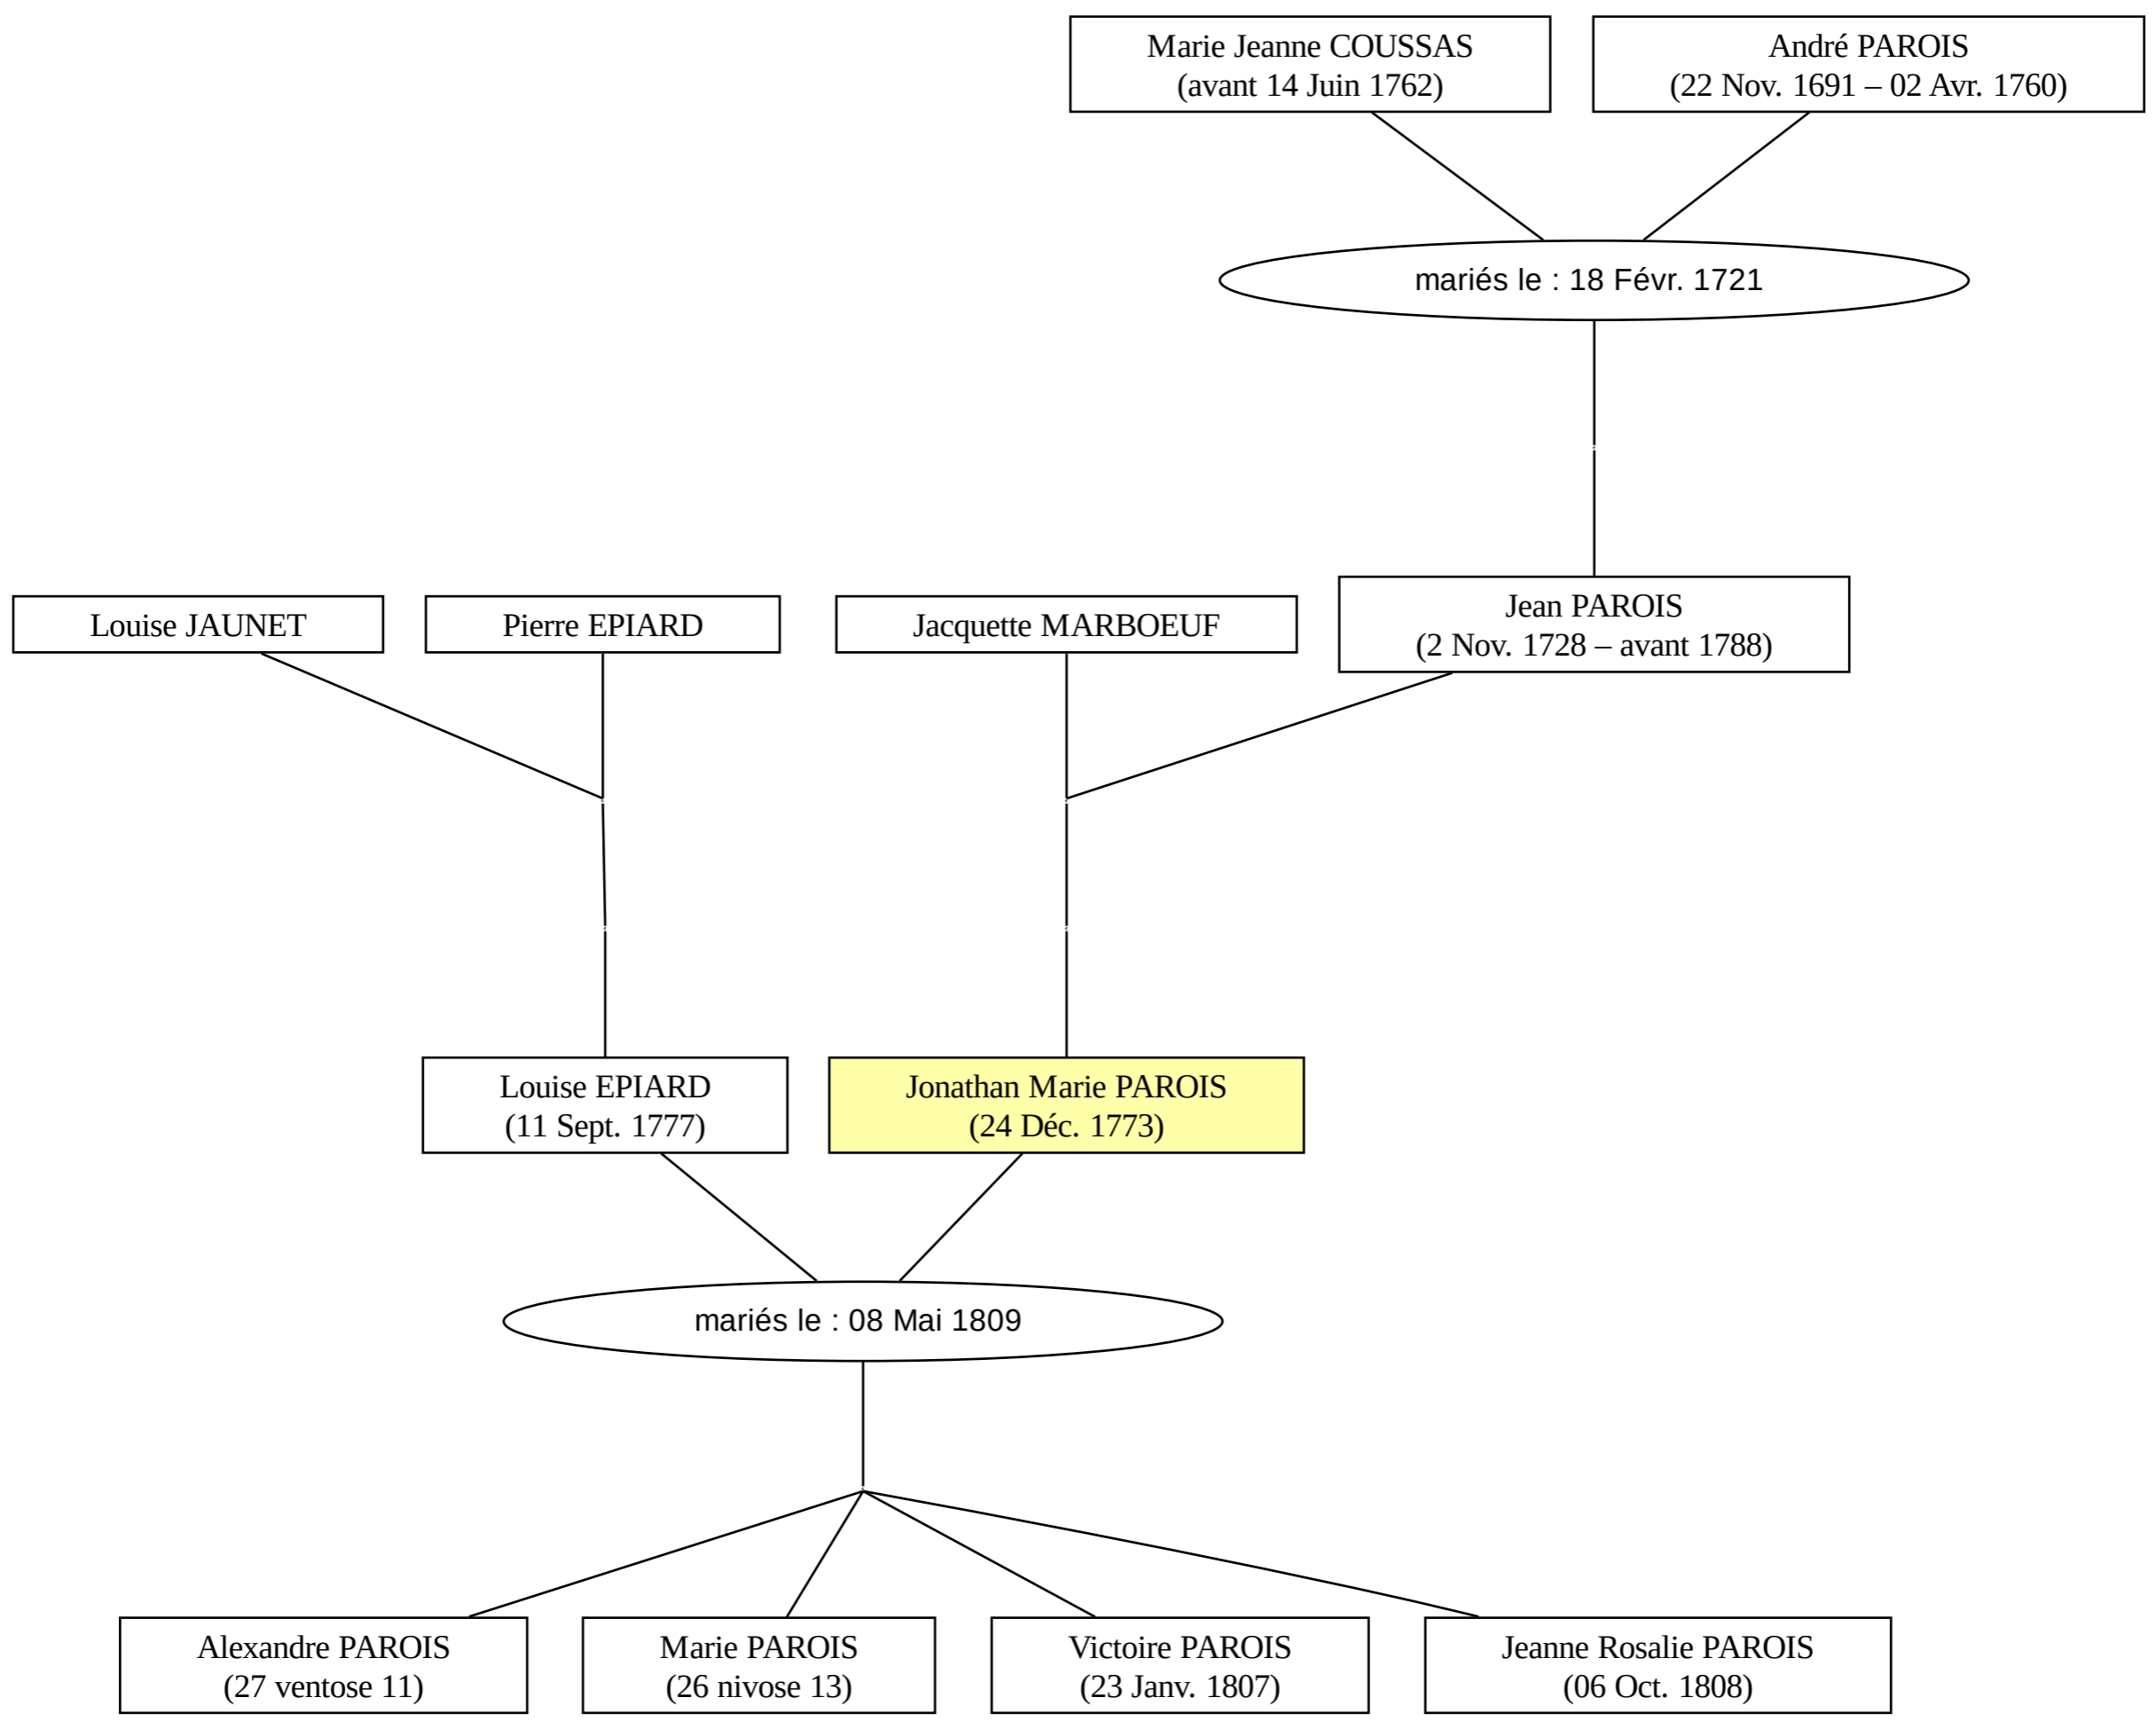 Marie Jeanne COUSSAS
(avant 14 Juin 1762)
André PAROIS
(22 Nov. 1691 – 02 Avr. 1760)
mariés le : 18 Févr. 1721
Louise JAUNET
Pierre EPIARD
Jacquette MARBOEUF
Jean PAROIS
(2 Nov. 1728 – avant 1788)
Louise EPIARD
(11 Sept. 1777)
Jonathan Marie PAROIS
(24 Déc. 1773)
mariés le : 08 Mai 1809
Alexandre PAROIS
(27 ventose 11)
Marie PAROIS
(26 nivose 13)
Victoire PAROIS
(23 Janv. 1807)
Jeanne Rosalie PAROIS
(06 Oct. 1808)